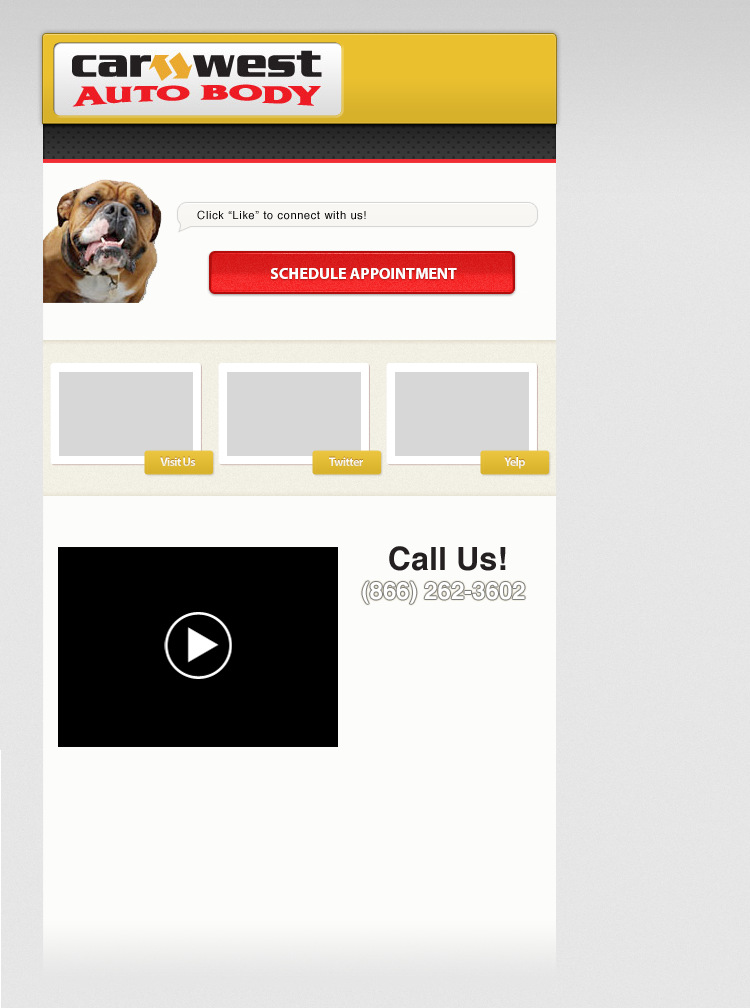 car west
AUTO BODY
Click “Like” to connect with us!
SCHEDULE APPOINTMENT
Visit Us
Twitter
Yelp
Call Us!
(866) 262-3602